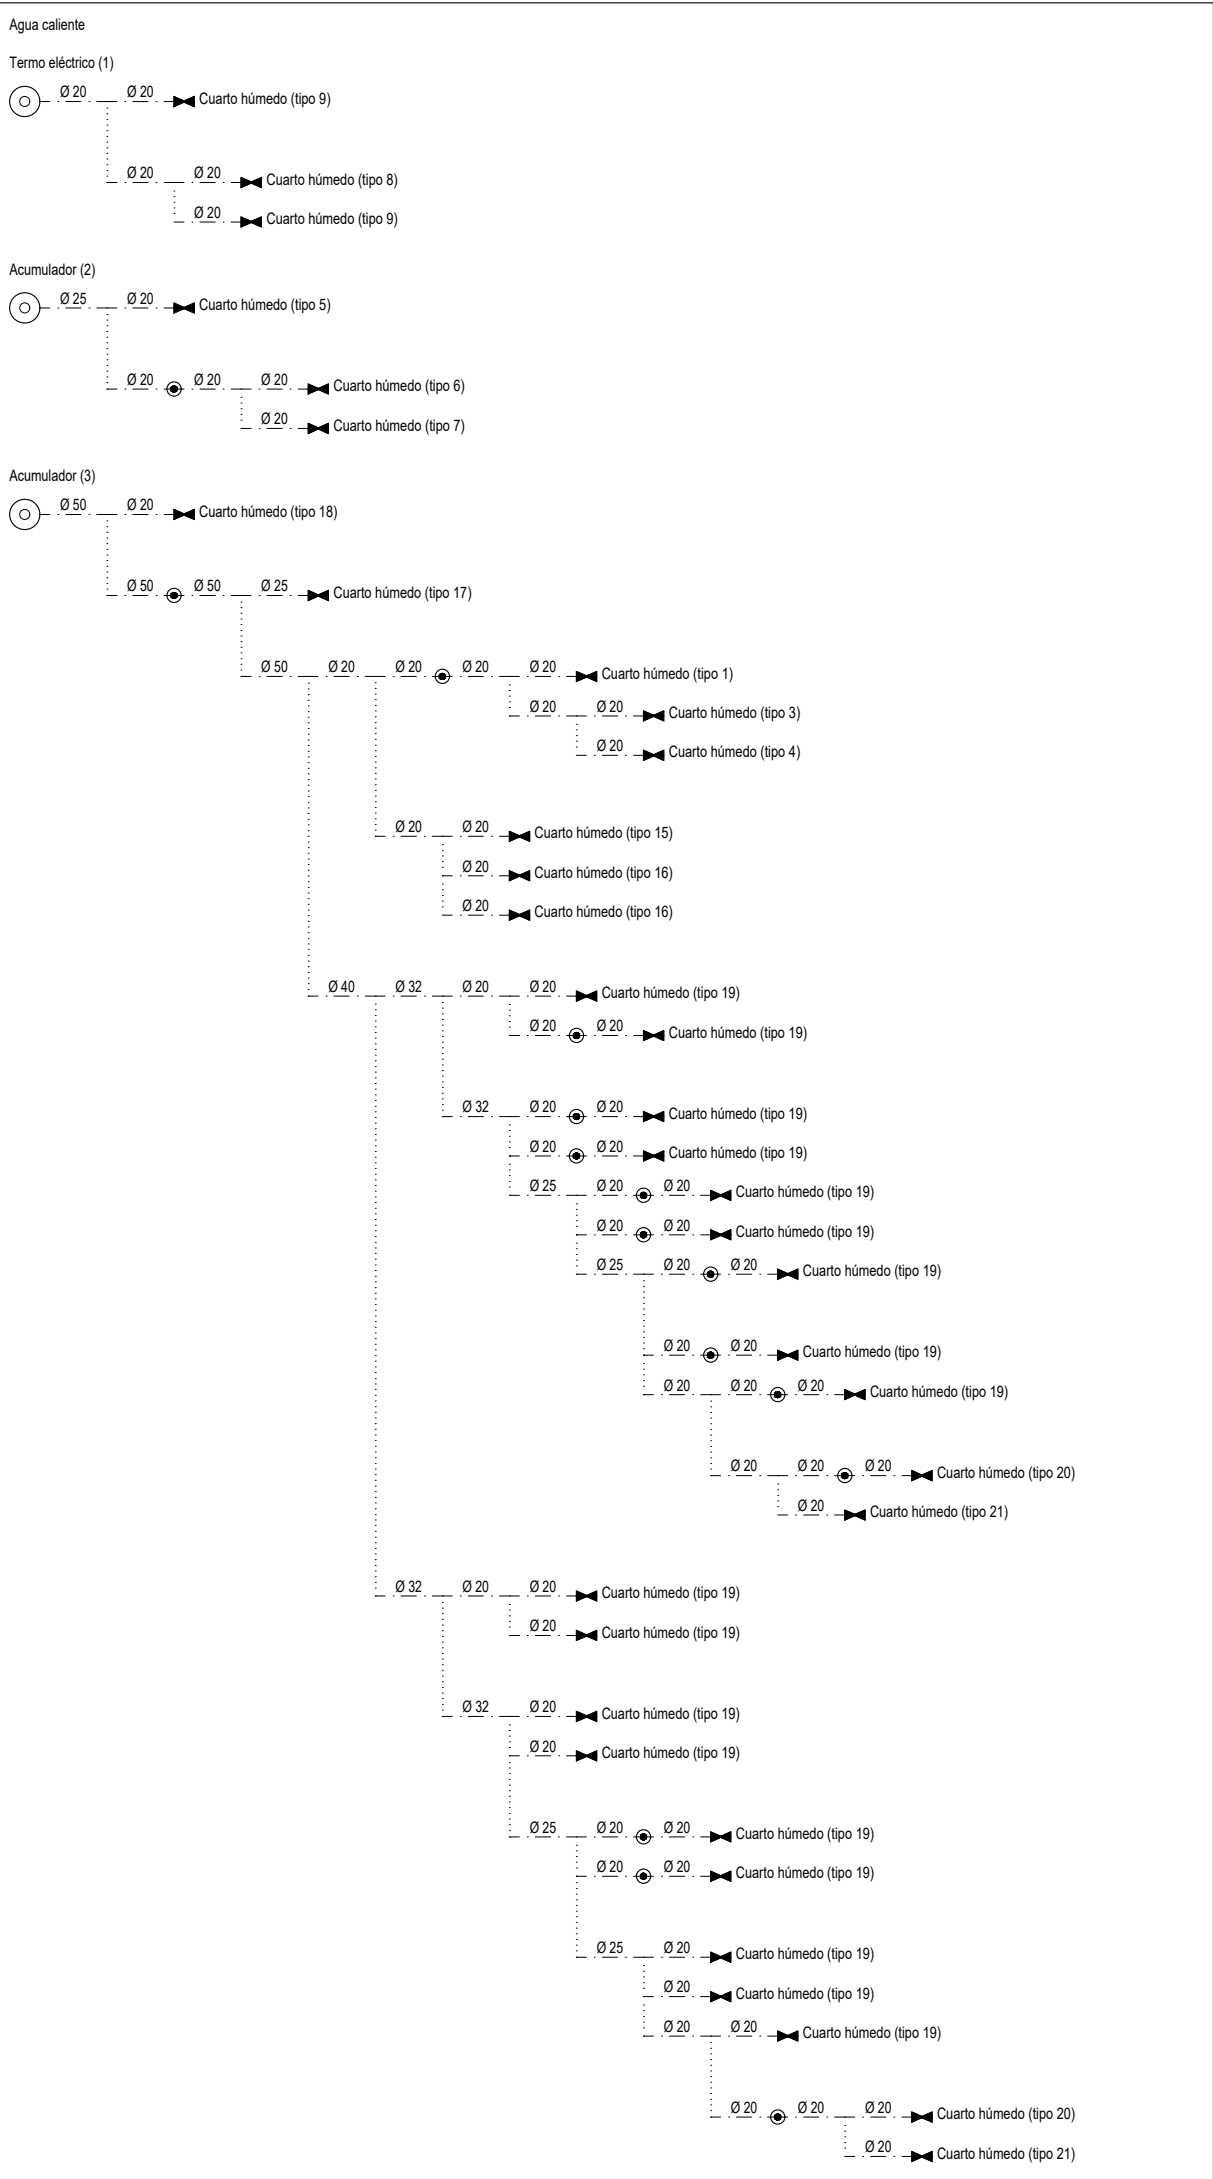 Agua caliente
Termo eléctrico (1)
Ø 20 Ø 20 Cuarto húmedo (tipo 9)
Ø 20 Ø 20 Cuarto húmedo (tipo 8)
Ø 20 Cuarto húmedo (tipo 9)
Acumulador (2)
Ø 25 Ø 20 Cuarto húmedo (tipo 5)
Ø 20 Ø 20 Ø 20 Cuarto húmedo (tipo 6)
Ø 20 Cuarto húmedo (tipo 7)
Acumulador (3)
Ø 50 Ø 20 Cuarto húmedo (tipo 18)
Ø 50 Ø 50 Ø 25 Cuarto húmedo (tipo 17)
Ø 50 Ø 20 Ø 20 Ø 20 Ø 20 Cuarto húmedo (tipo 1)
Ø 20 Ø 20 Cuarto húmedo (tipo 3)
Ø 20 Cuarto húmedo (tipo 4)
Ø 20 Ø 20 Cuarto húmedo (tipo 15)
Ø 20 Cuarto húmedo (tipo 16)
Ø 20 Cuarto húmedo (tipo 16)
Ø 40 Ø 32 Ø 20 Ø 20 Cuarto húmedo (tipo 19)
Ø 20 Ø 20 Cuarto húmedo (tipo 19)
Ø 32 Ø 20 Ø 20 Cuarto húmedo (tipo 19)
Ø 20 Ø 20 Cuarto húmedo (tipo 19)
Ø 25 Ø 20 Ø 20 Cuarto húmedo (tipo 19)
Ø 20 Ø 20 Cuarto húmedo (tipo 19)
Ø 25 Ø 20 Ø 20 Cuarto húmedo (tipo 19)
Ø 20 Ø 20 Cuarto húmedo (tipo 19)
Ø 20 Ø 20 Ø 20 Cuarto húmedo (tipo 19)
Ø 20 Ø 20 Ø 20 Cuarto húmedo (tipo 20)
Ø 20 Cuarto húmedo (tipo 21)
Ø 32 Ø 20 Ø 20 Cuarto húmedo (tipo 19)
Ø 20 Cuarto húmedo (tipo 19)
Ø 32 Ø 20 Cuarto húmedo (tipo 19)
Ø 20 Cuarto húmedo (tipo 19)
Ø 25 Ø 20 Ø 20 Cuarto húmedo (tipo 19)
Ø 20 Ø 20 Cuarto húmedo (tipo 19)
Ø 25 Ø 20 Cuarto húmedo (tipo 19)
Ø 20 Cuarto húmedo (tipo 19)
Ø 20 Ø 20 Cuarto húmedo (tipo 19)
Ø 20 Ø 20 Ø 20 Cuarto húmedo (tipo 20)
Ø 20 Cuarto húmedo (tipo 21)